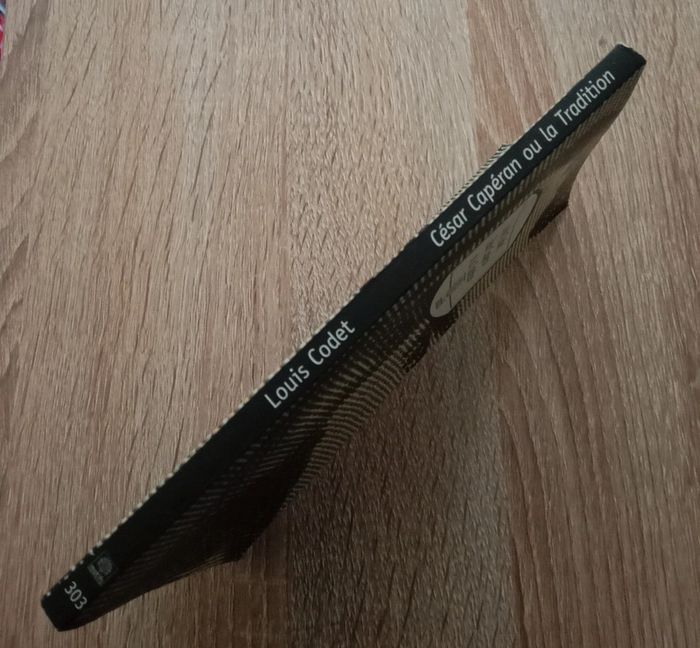 303
Louis Codet
César Capéran ou la Tradition